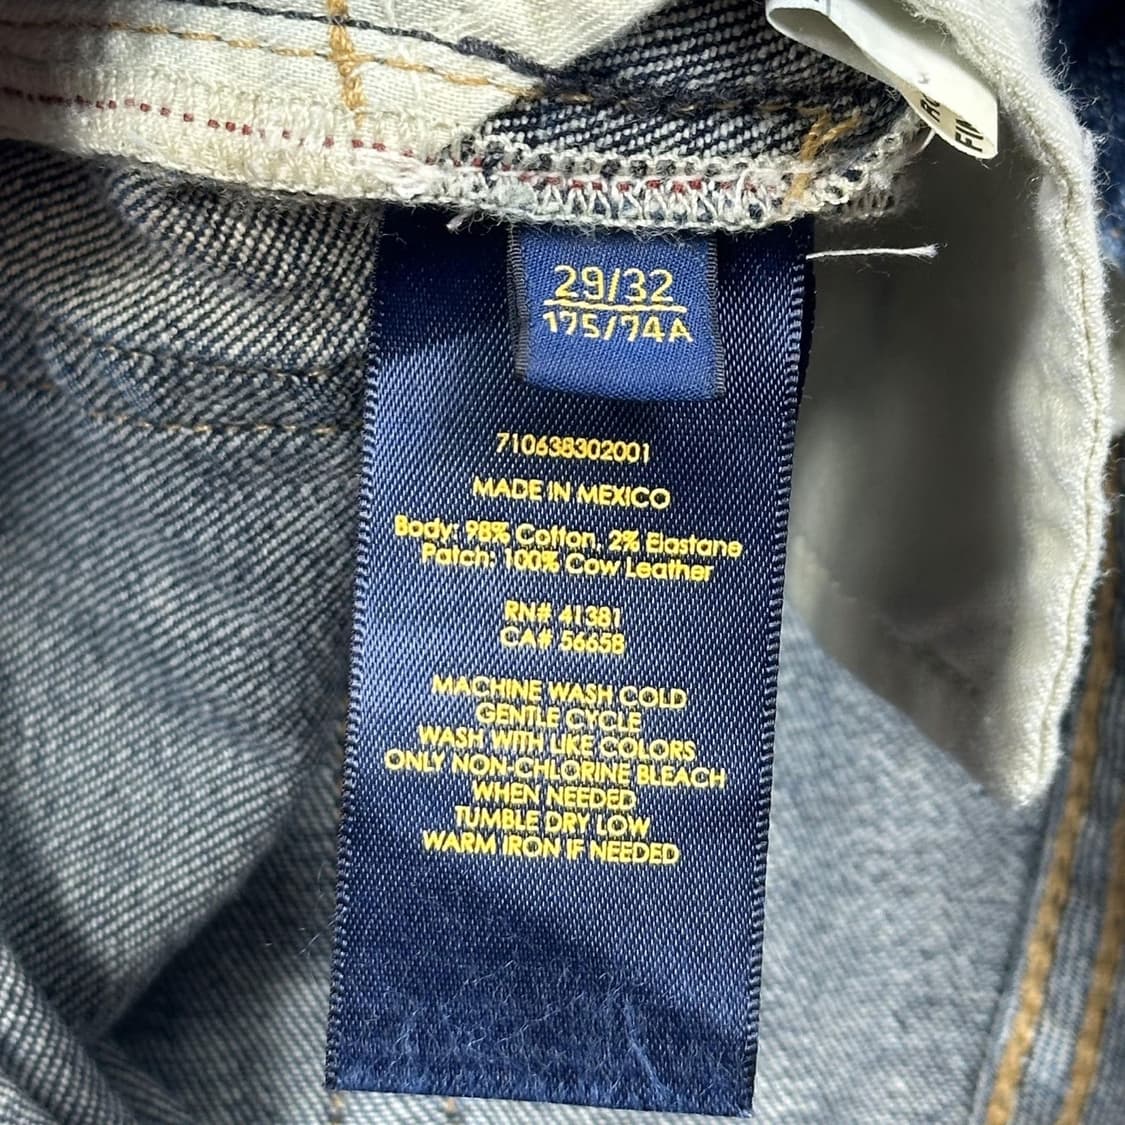 29/32
175/74A
710638302001
MADE IN MEXICO
Body: 98% Cotton, 2% Elastane
Patch: 100% Cow Leather
RN# 41381
CA# 56658
MACHINE WASH COLD
GENTLE CYCLE
WASH WITH LIKE COLORS
ONLY NON-CHLORINE BLEACH
WHEN NEEDED
TUMBLE DRY LOW
WARM IRON IF NEEDED